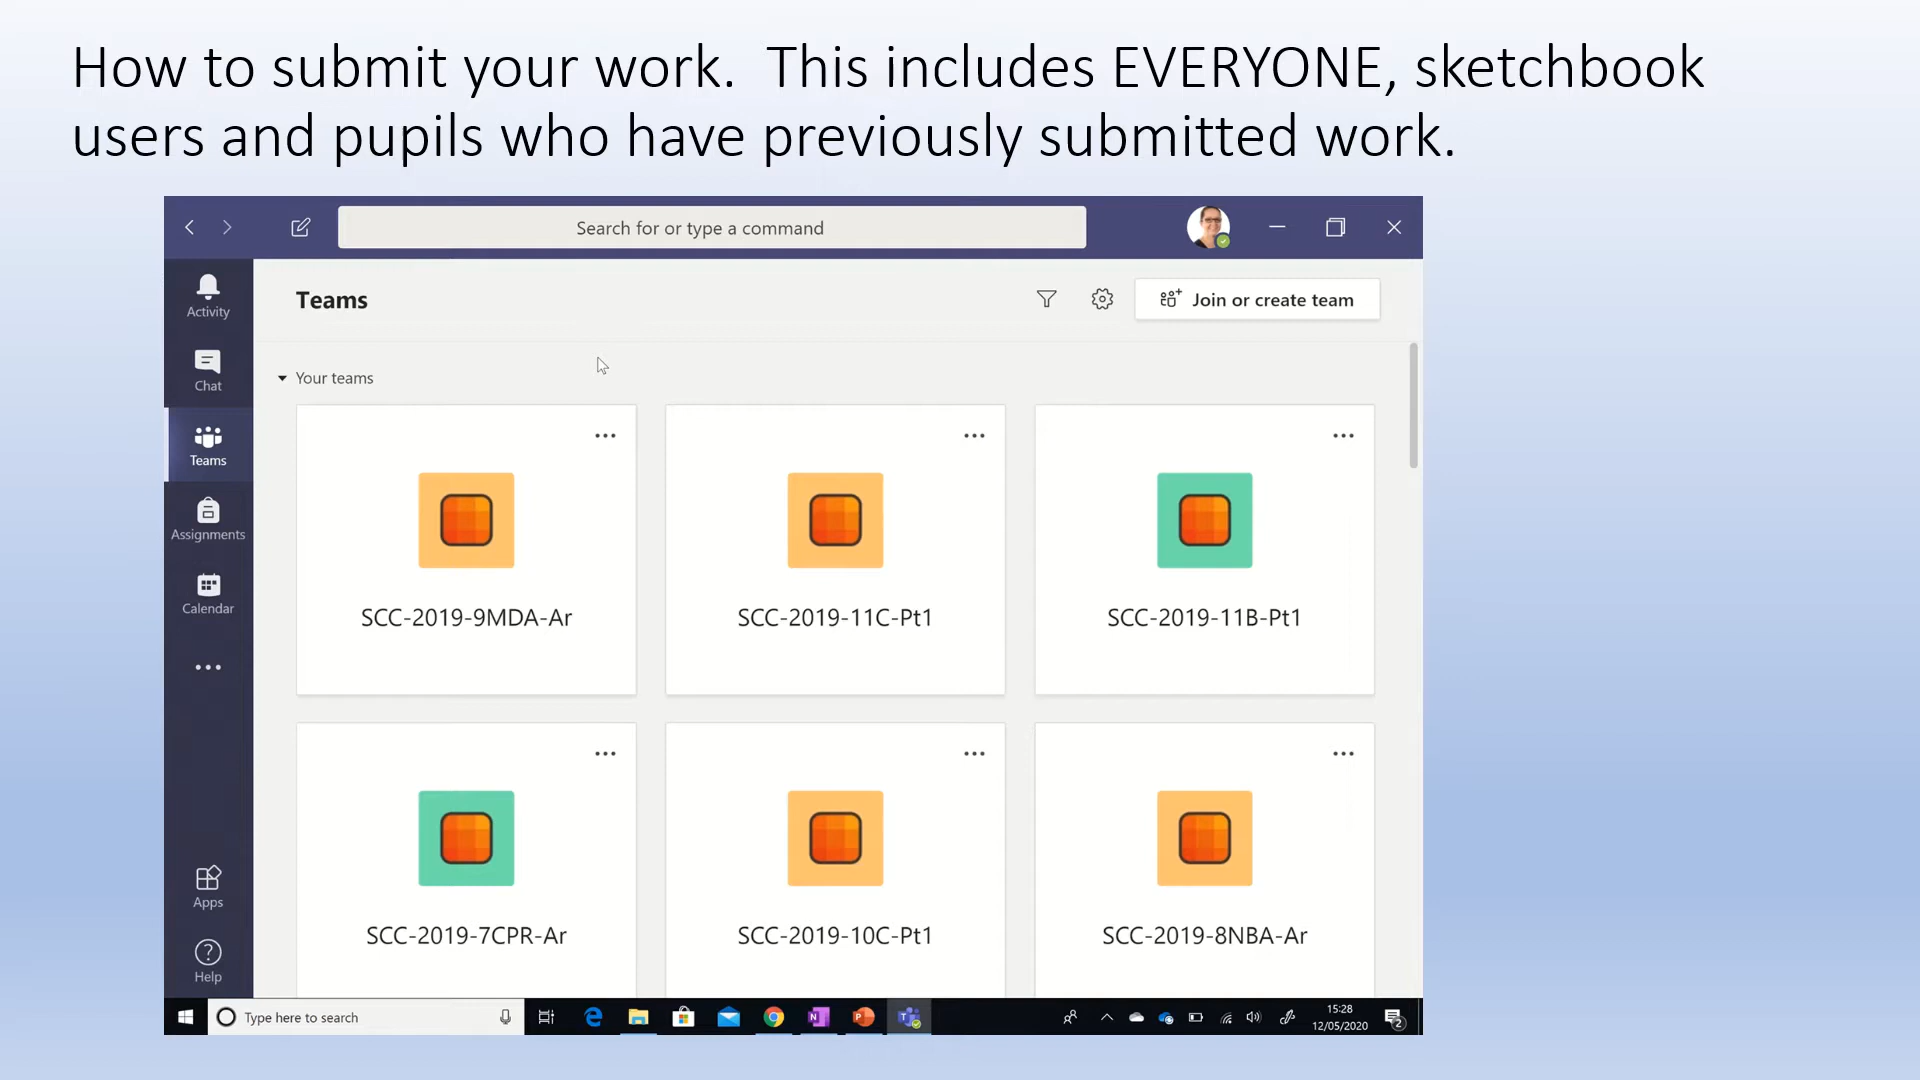 How to submit your work.  This includes EVERYONE, sketchbook
users and pupils who have previously submitted work.
Search for or type a command
Activity
Chat
Teams
Assignments
Calendar
Apps
Help
Teams
Join or create team
Your teams
SCC-2019-9MDA-Ar
SCC-2019-11C-Pt1
SCC-2019-11B-Pt1
SCC-2019-7CPR-Ar
SCC-2019-10C-Pt1
SCC-2019-8NBA-Ar
Type here to search
15:28
12/05/2020
2